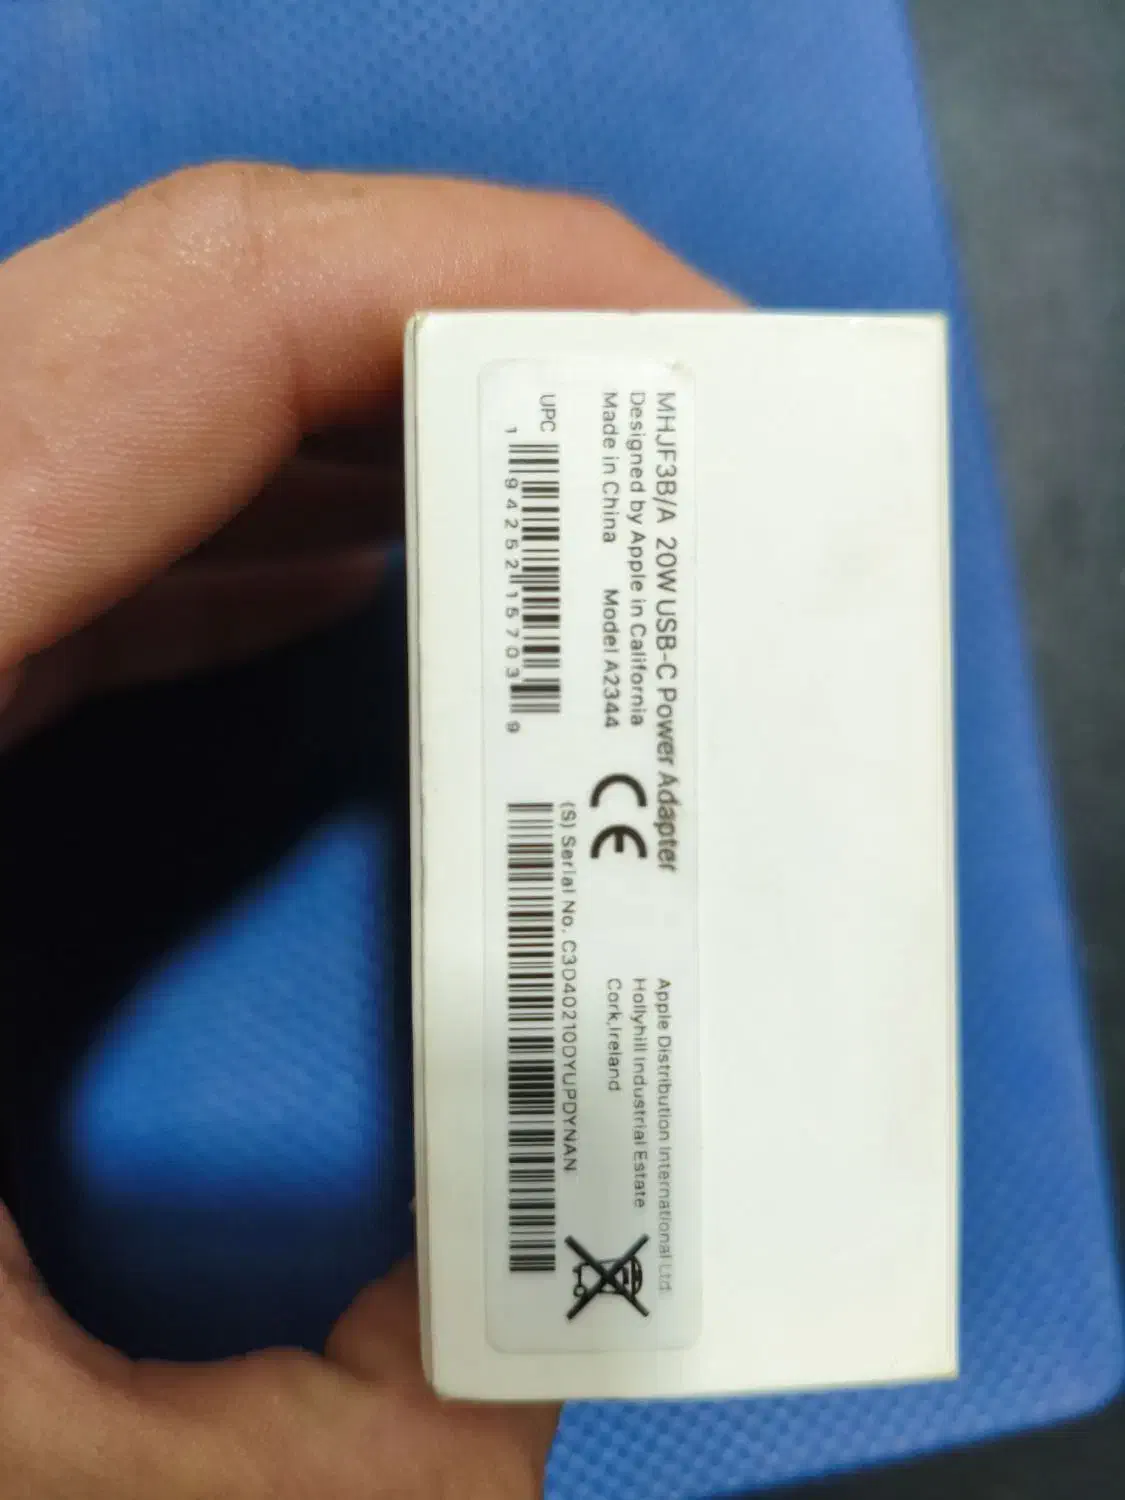 MHJF3B/A 20W USB-C Power Adapter
Designed by Apple in California
Made in China Model A2344
CE
Apple Distribution International Ltd
Hollyhill Industrial Estate
Cork,Ireland
UPC
1 94252 15703 9
(S) Serial No. C3D40210DYUPDYNAN